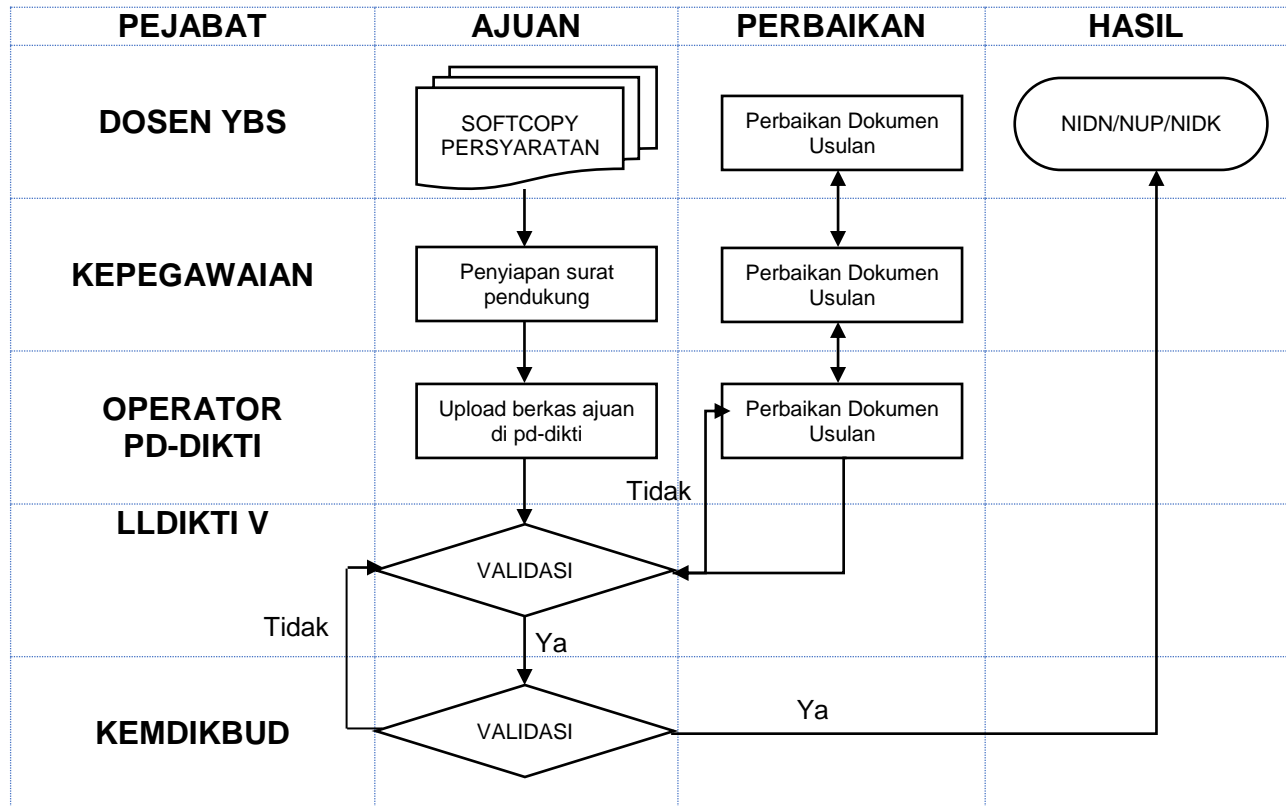 PEJABAT
AJUAN
PERBAIKAN
HASIL
DOSEN YBS
SOFTCOPY
PERSYARATAN
Perbaikan Dokumen
Usulan
NIDN/NUP/NIDK
KEPEGAWAIAN
Penyiapan surat
pendukung
Perbaikan Dokumen
Usulan
OPERATOR
PD-DIKTI
Upload berkas ajuan
di pd-dikti
Perbaikan Dokumen
Usulan
Tidak
LLDIKTI V
VALIDASI
Tidak
Ya
KEMDIKBUD
VALIDASI
Ya